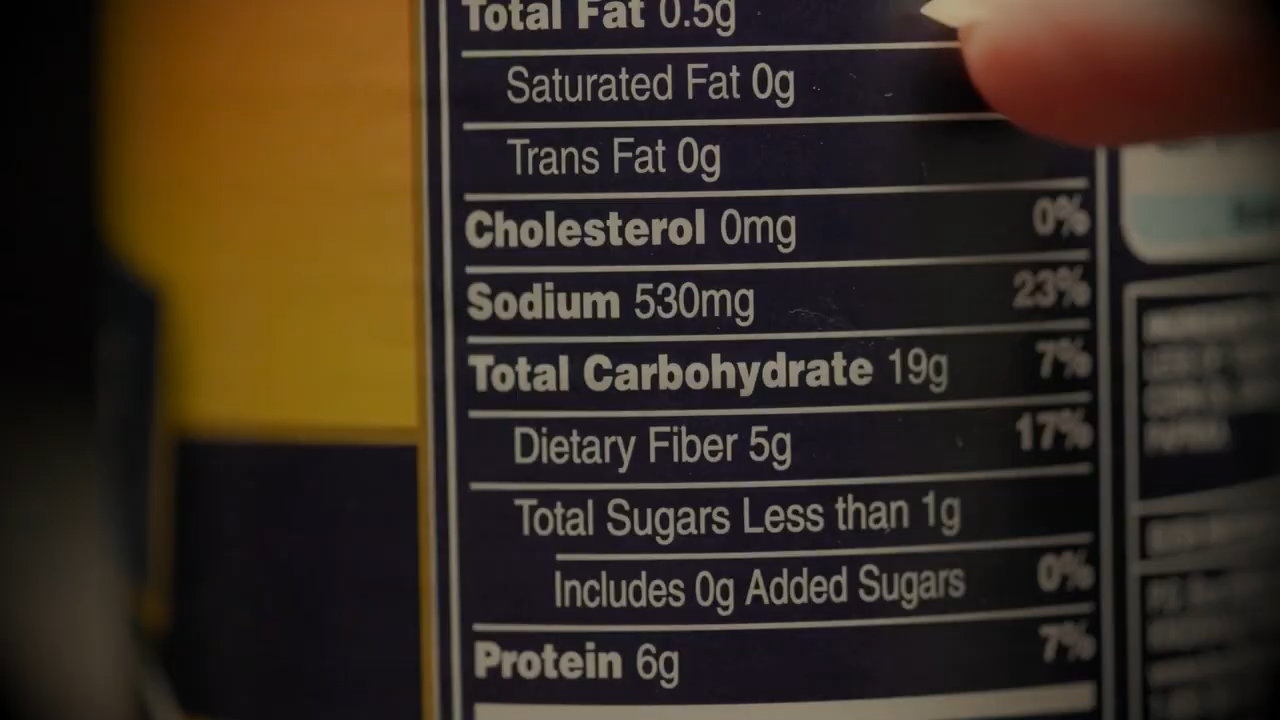 Total Fat 0.5g
Saturated Fat 0g
Trans Fat 0g
Cholesterol 0mg 0%
Sodium 530mg 23%
Total Carbohydrate 19g 7%
Dietary Fiber 5g 17%
Total Sugars Less than 1g
Includes 0g Added Sugars 0%
Protein 6g 7%